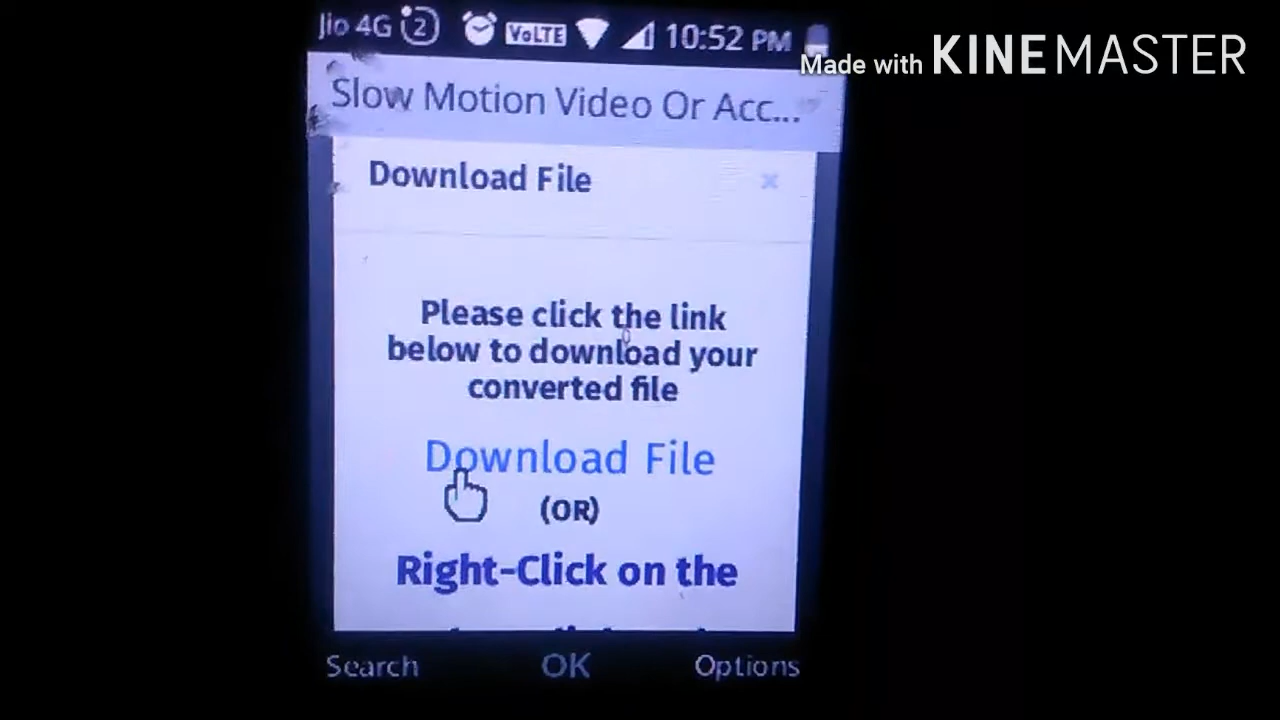 Jio 4G 2 VoLTE 10:52 PM
Made with KINEMASTER
Slow Motion Video Or Acc...
Download File ×
Please click the link
below to download your
converted file
Download File
(OR)
Right-Click on the
Search OK Options